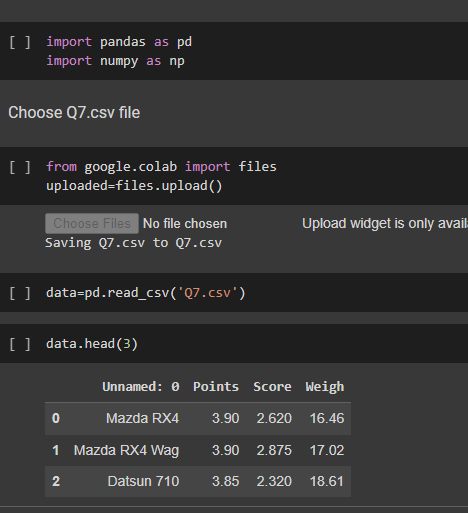 [ ] import pandas as pd
import numpy as np
Choose Q7.csv file
[ ] from google.colab import files
uploaded=files.upload()
Choose Files No file chosen Upload widget is only avail
Saving Q7.csv to Q7.csv
[ ] data=pd.read_csv('Q7.csv')
[ ] data.head(3)
Unnamed: 0 Points Score Weigh
0 Mazda RX4 3.90 2.620 16.46
1 Mazda RX4 Wag 3.90 2.875 17.02
2 Datsun 710 3.85 2.320 18.61